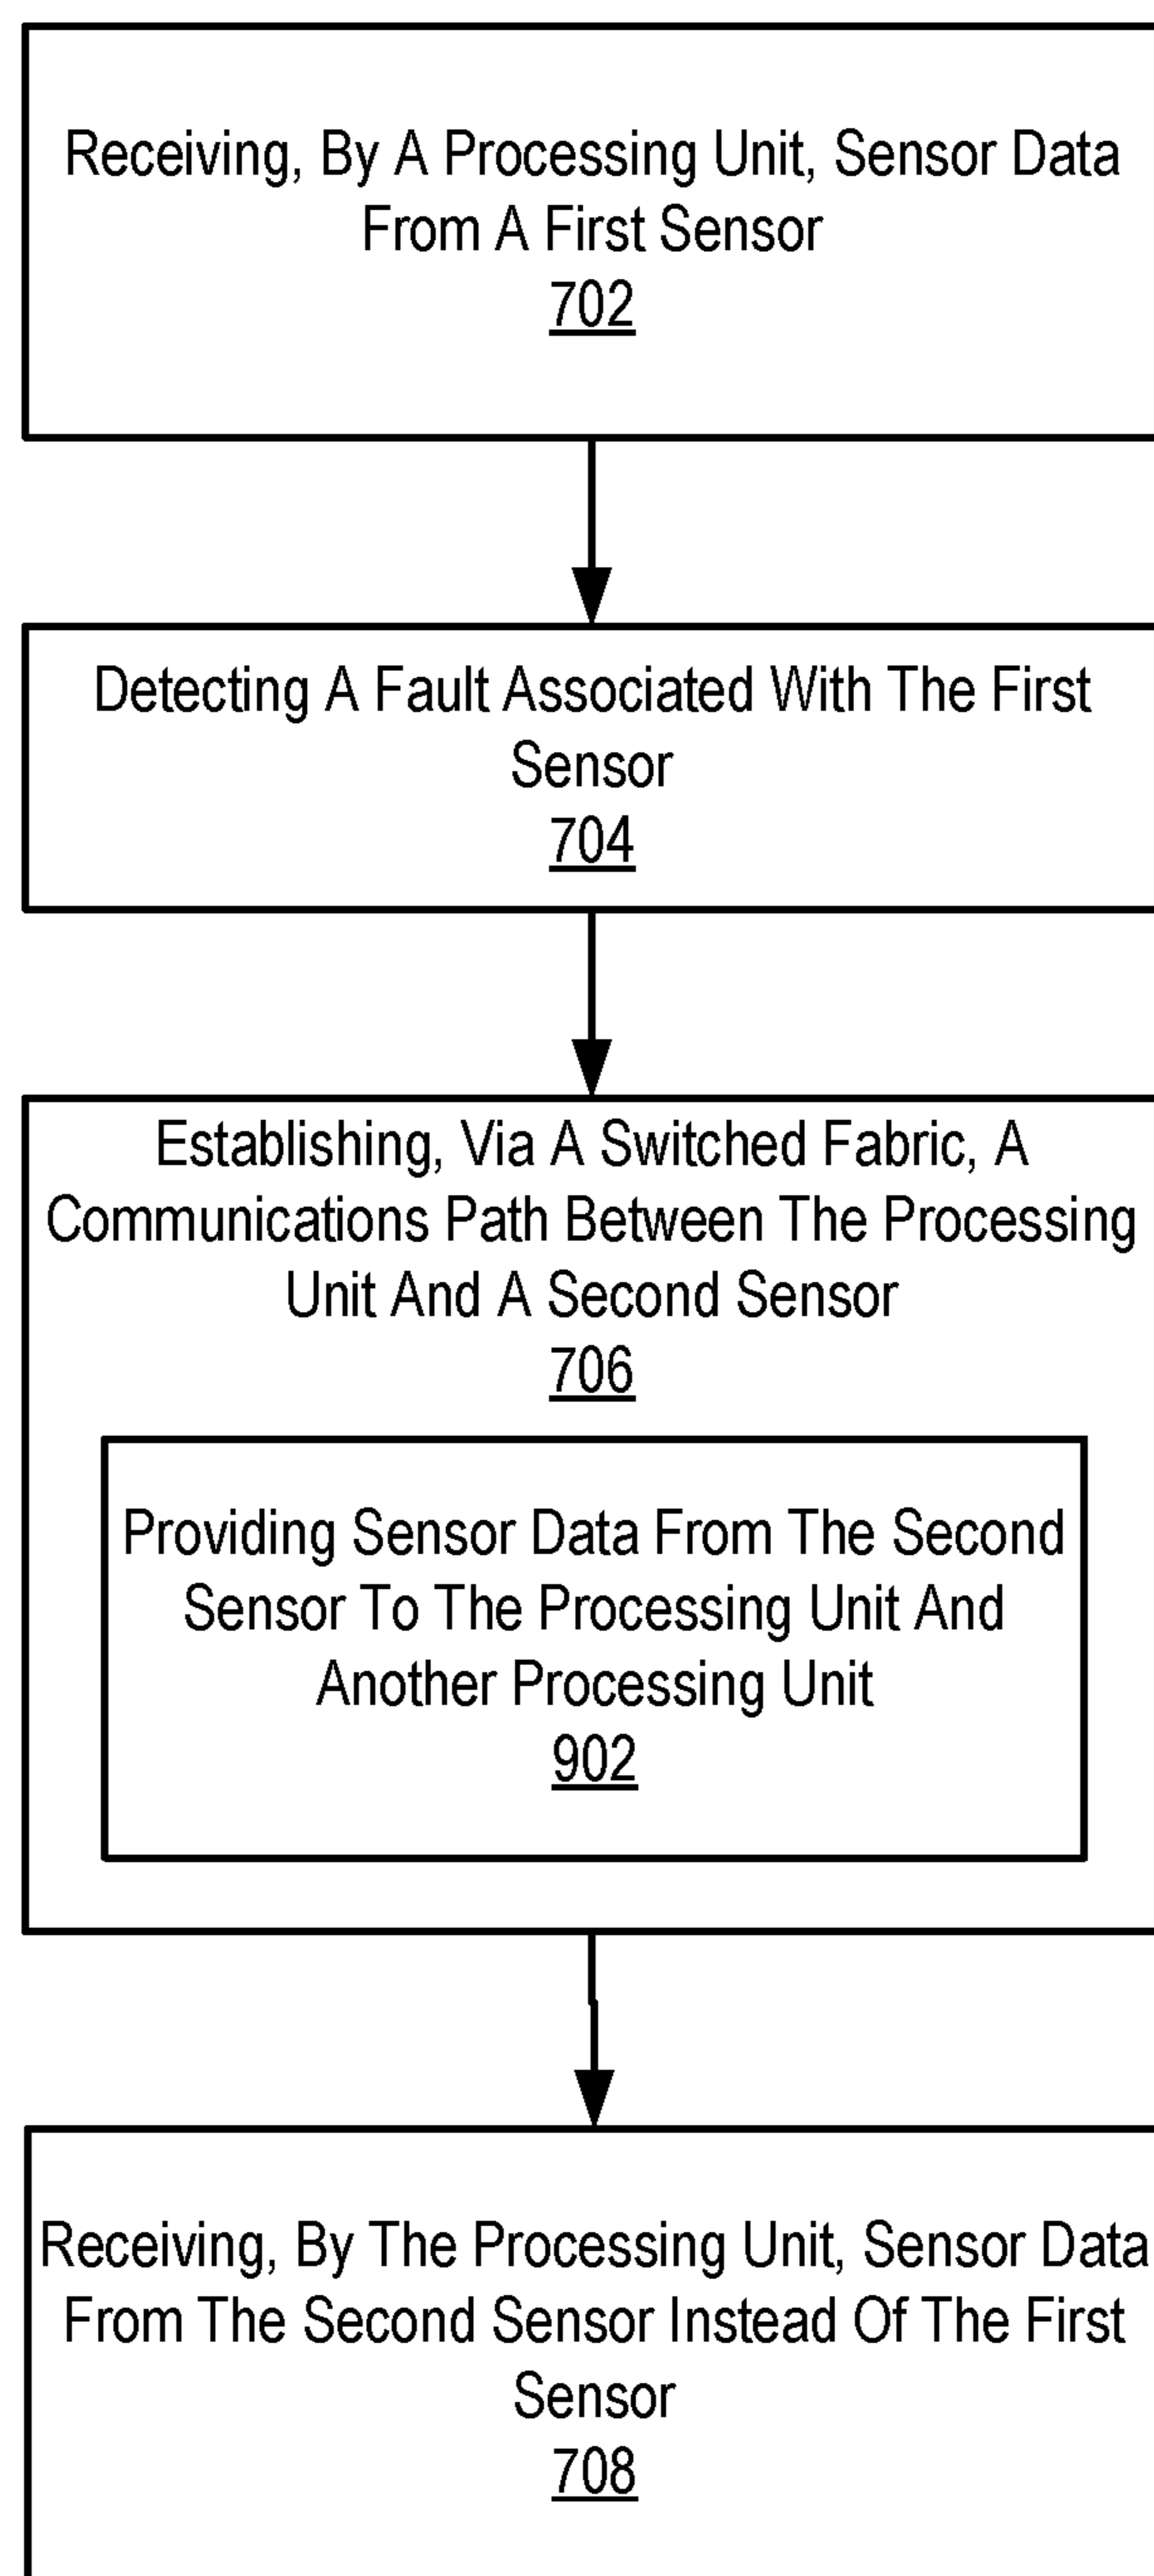 Receiving, By A Processing Unit, Sensor Data
From A First Sensor
702
Detecting A Fault Associated With The First
Sensor
704
Establishing, Via A Switched Fabric, A
Communications Path Between The Processing
Unit And A Second Sensor
706
Providing Sensor Data From The Second
Sensor To The Processing Unit And
Another Processing Unit
902
Receiving, By The Processing Unit, Sensor Data
From The Second Sensor Instead Of The First
Sensor
708